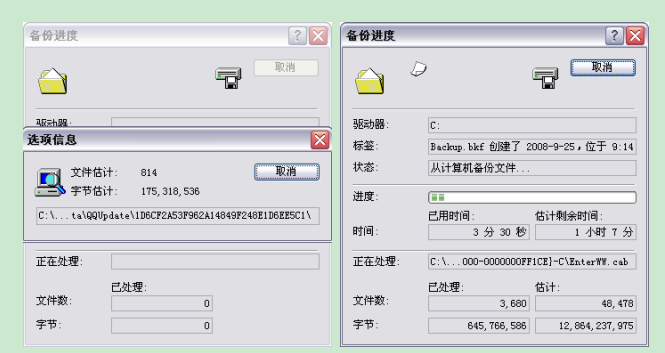 备份进度
取消
驱动器:
选项信息
文件估计: 814
取消
字节估计: 175,318,536
C:\...ta\QQUpdate\1D6CF2A53F962A14849F248E1D6EE5C1\
正在处理:
已处理:
文件数: 0
字节: 0
备份进度
取消
驱动器: C:
标签: Backup.bkf 创建了 2008-9-25，位于 9:14
状态: 从计算机备份文件...
进度:
已用时间: 估计剩余时间:
时间: 3 分 30 秒 1 小时 7 分
正在处理: C:\...000-0000000FF1CE}-C\EnterWW.cab
已处理: 估计:
文件数: 3,680 48,478
字节: 645,766,586 12,864,237,975